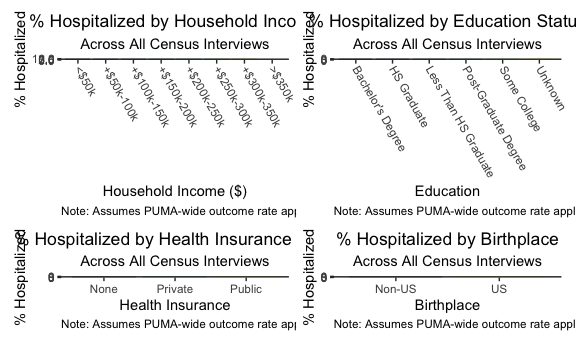 % Hospitalized by Household Inco
Across All Census Interviews
% Hospitalized
<$50k
+$50k-100k
+$100k-150k
+$150k-200k
+$200k-250k
+$250k-300k
+$300k-350k
>$350k
Household Income ($)
Note: Assumes PUMA-wide outcome rate appl
% Hospitalized by Education Statu
Across All Census Interviews
% Hospitalized
Bachelor's Degree
HS Graduate
Less Than HS Graduate
Post-Graduate Degree
Some College
Unknown
Education
Note: Assumes PUMA-wide outcome rate appl
% Hospitalized by Health Insurance
Across All Census Interviews
% Hospitalized
None
Private
Public
Health Insurance
Note: Assumes PUMA-wide outcome rate appl
% Hospitalized by Birthplace
Across All Census Interviews
% Hospitalized
Non-US
US
Birthplace
Note: Assumes PUMA-wide outcome rate appl